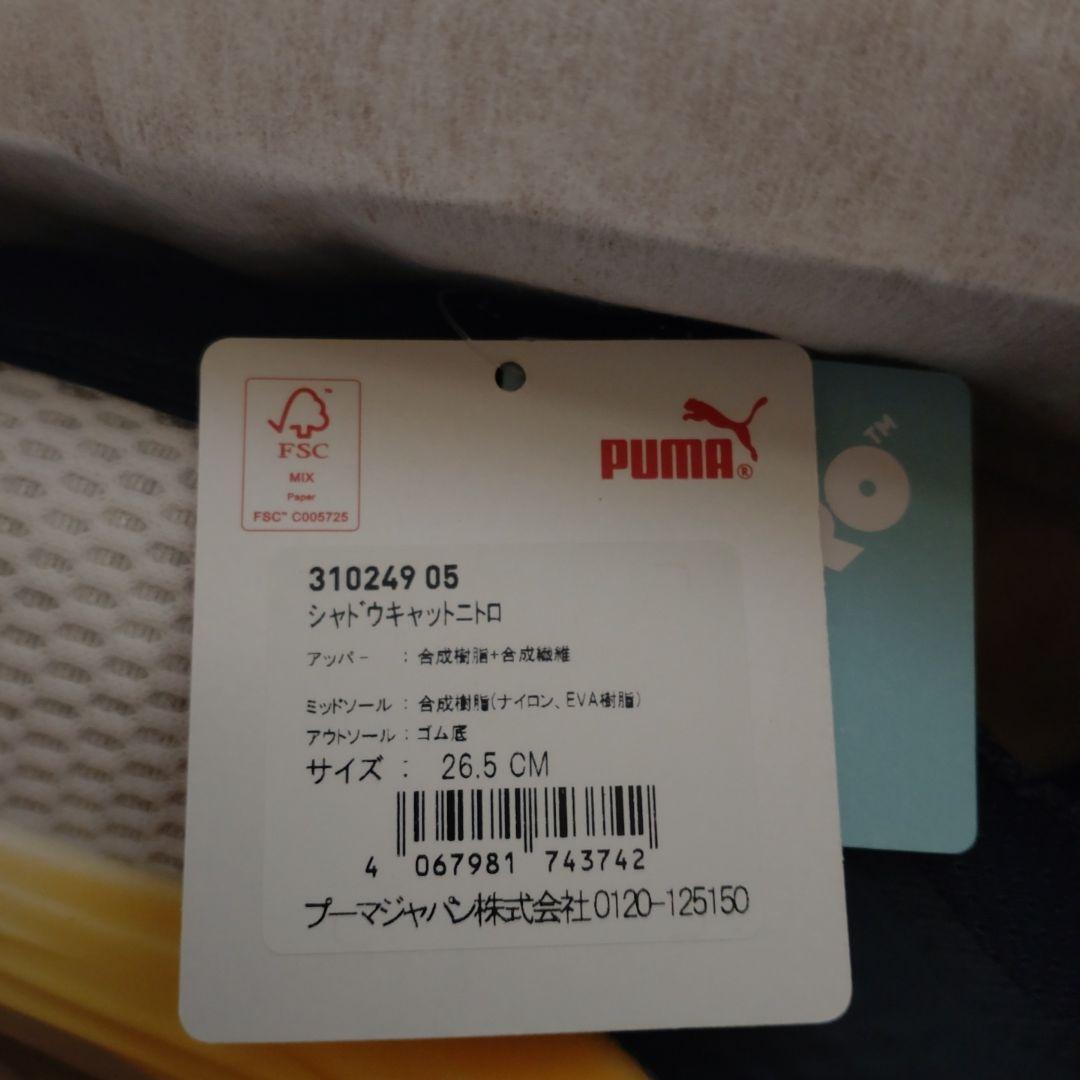 FSC
MIX
Paper
FSC™ C005725
PUMA®
310249 05
シャドウキャットニトロ
アッパー : 合成樹脂+合成繊維
ミッドソール : 合成樹脂(ナイロン、EVA樹脂)
アウトソール : ゴム底
サイズ : 26.5 CM
4 067981 743742
プーマジャパン株式会社 0120-125150